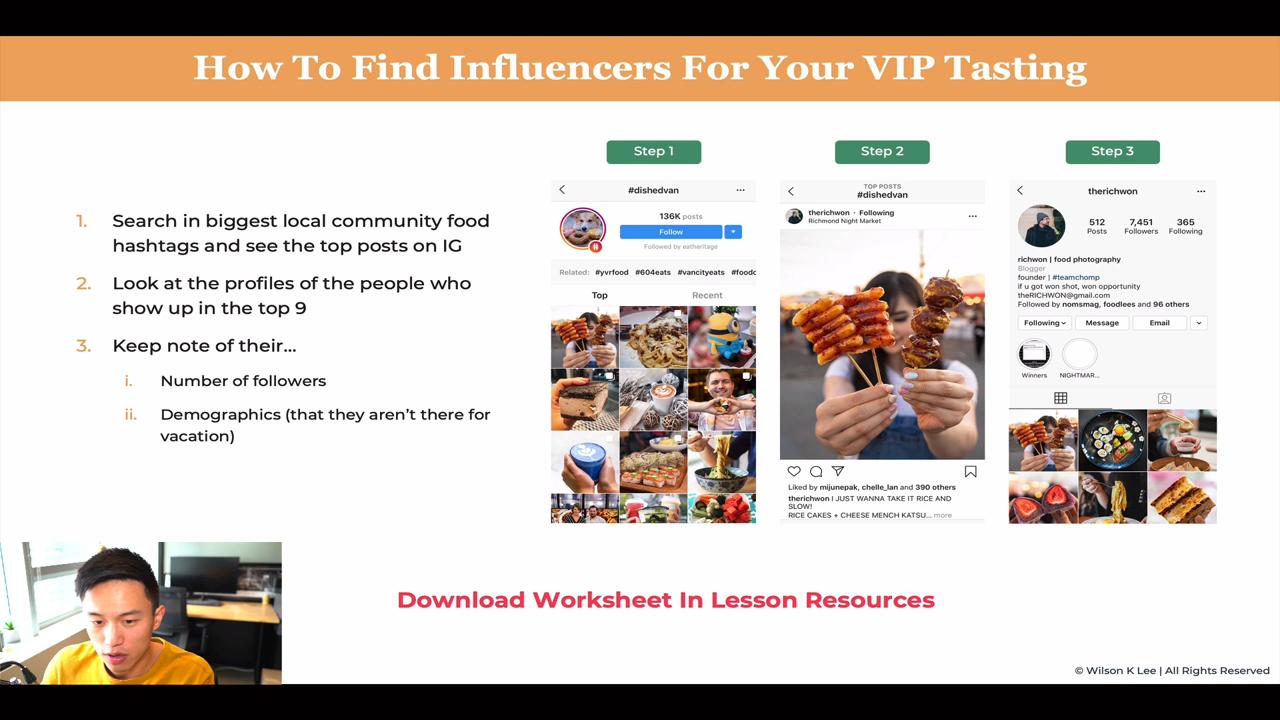 How To Find Influencers For Your VIP Tasting
1. Search in biggest local community food
hashtags and see the top posts on IG
2. Look at the profiles of the people who
show up in the top 9
3. Keep note of their...
i. Number of followers
ii. Demographics (that they aren't there for
vacation)
Step 1
#dishedvan
136K posts
Follow
Followed by eatheritage
Related: #yvrfood #604eats #vancityeats #foodc
Top Recent
Step 2
TOP POSTS
#dishedvan
therichwon · Following
Richmond Night Market
Liked by mijunepak, chelle_lan and 390 others
therichwon I JUST WANNA TAKE IT RICE AND
SLOW!
RICE CAKES + CHEESE MENCH KATSU... more
Step 3
therichwon
512 7,451 365
Posts Followers Following
richwon | food photography
Blogger
founder | #teamchomp
if u got won shot, won opportunity
theRICHWON@gmail.com
Followed by nomsmag, foodlees and 96 others
Following Message Email
Winners NIGHTMAR...
Download Worksheet In Lesson Resources
© Wilson K Lee | All Rights Reserved